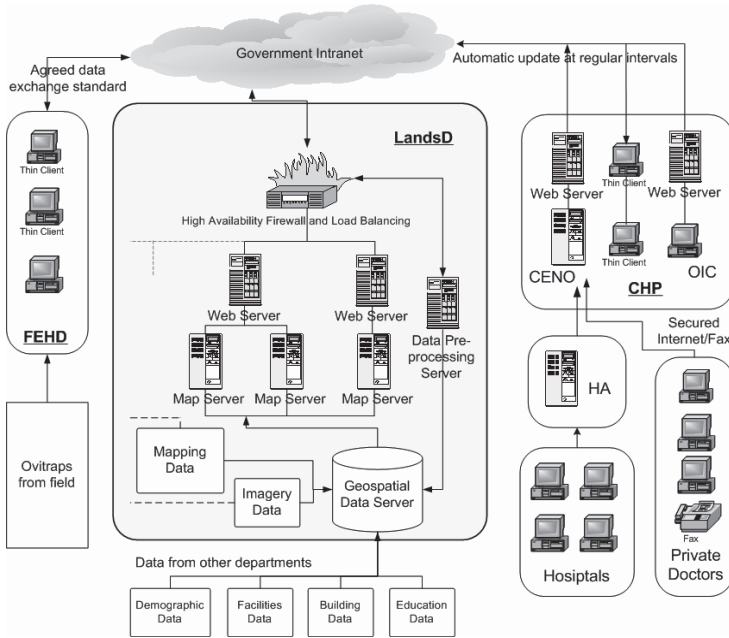 Government Intranet
Agreed data
exchange standard
Automatic update at regular intervals
LandsD
Thin Client
Thin Client
FEHD
High Availability Firewall and Load Balancing
Web Server
Web Server
Data Pre-
processing
Server
Map Server
Map Server
Map Server
Mapping
Data
Imagery
Data
Geospatial
Data Server
Ovitraps
from field
Data from other departments
Demographic
Data
Facilities
Data
Building
Data
Education
Data
Web Server
Thin Client
Web Server
CENO
Thin Client
OIC
CHP
Secured
Internet/Fax
HA
Hosiptals
Fax
Private
Doctors